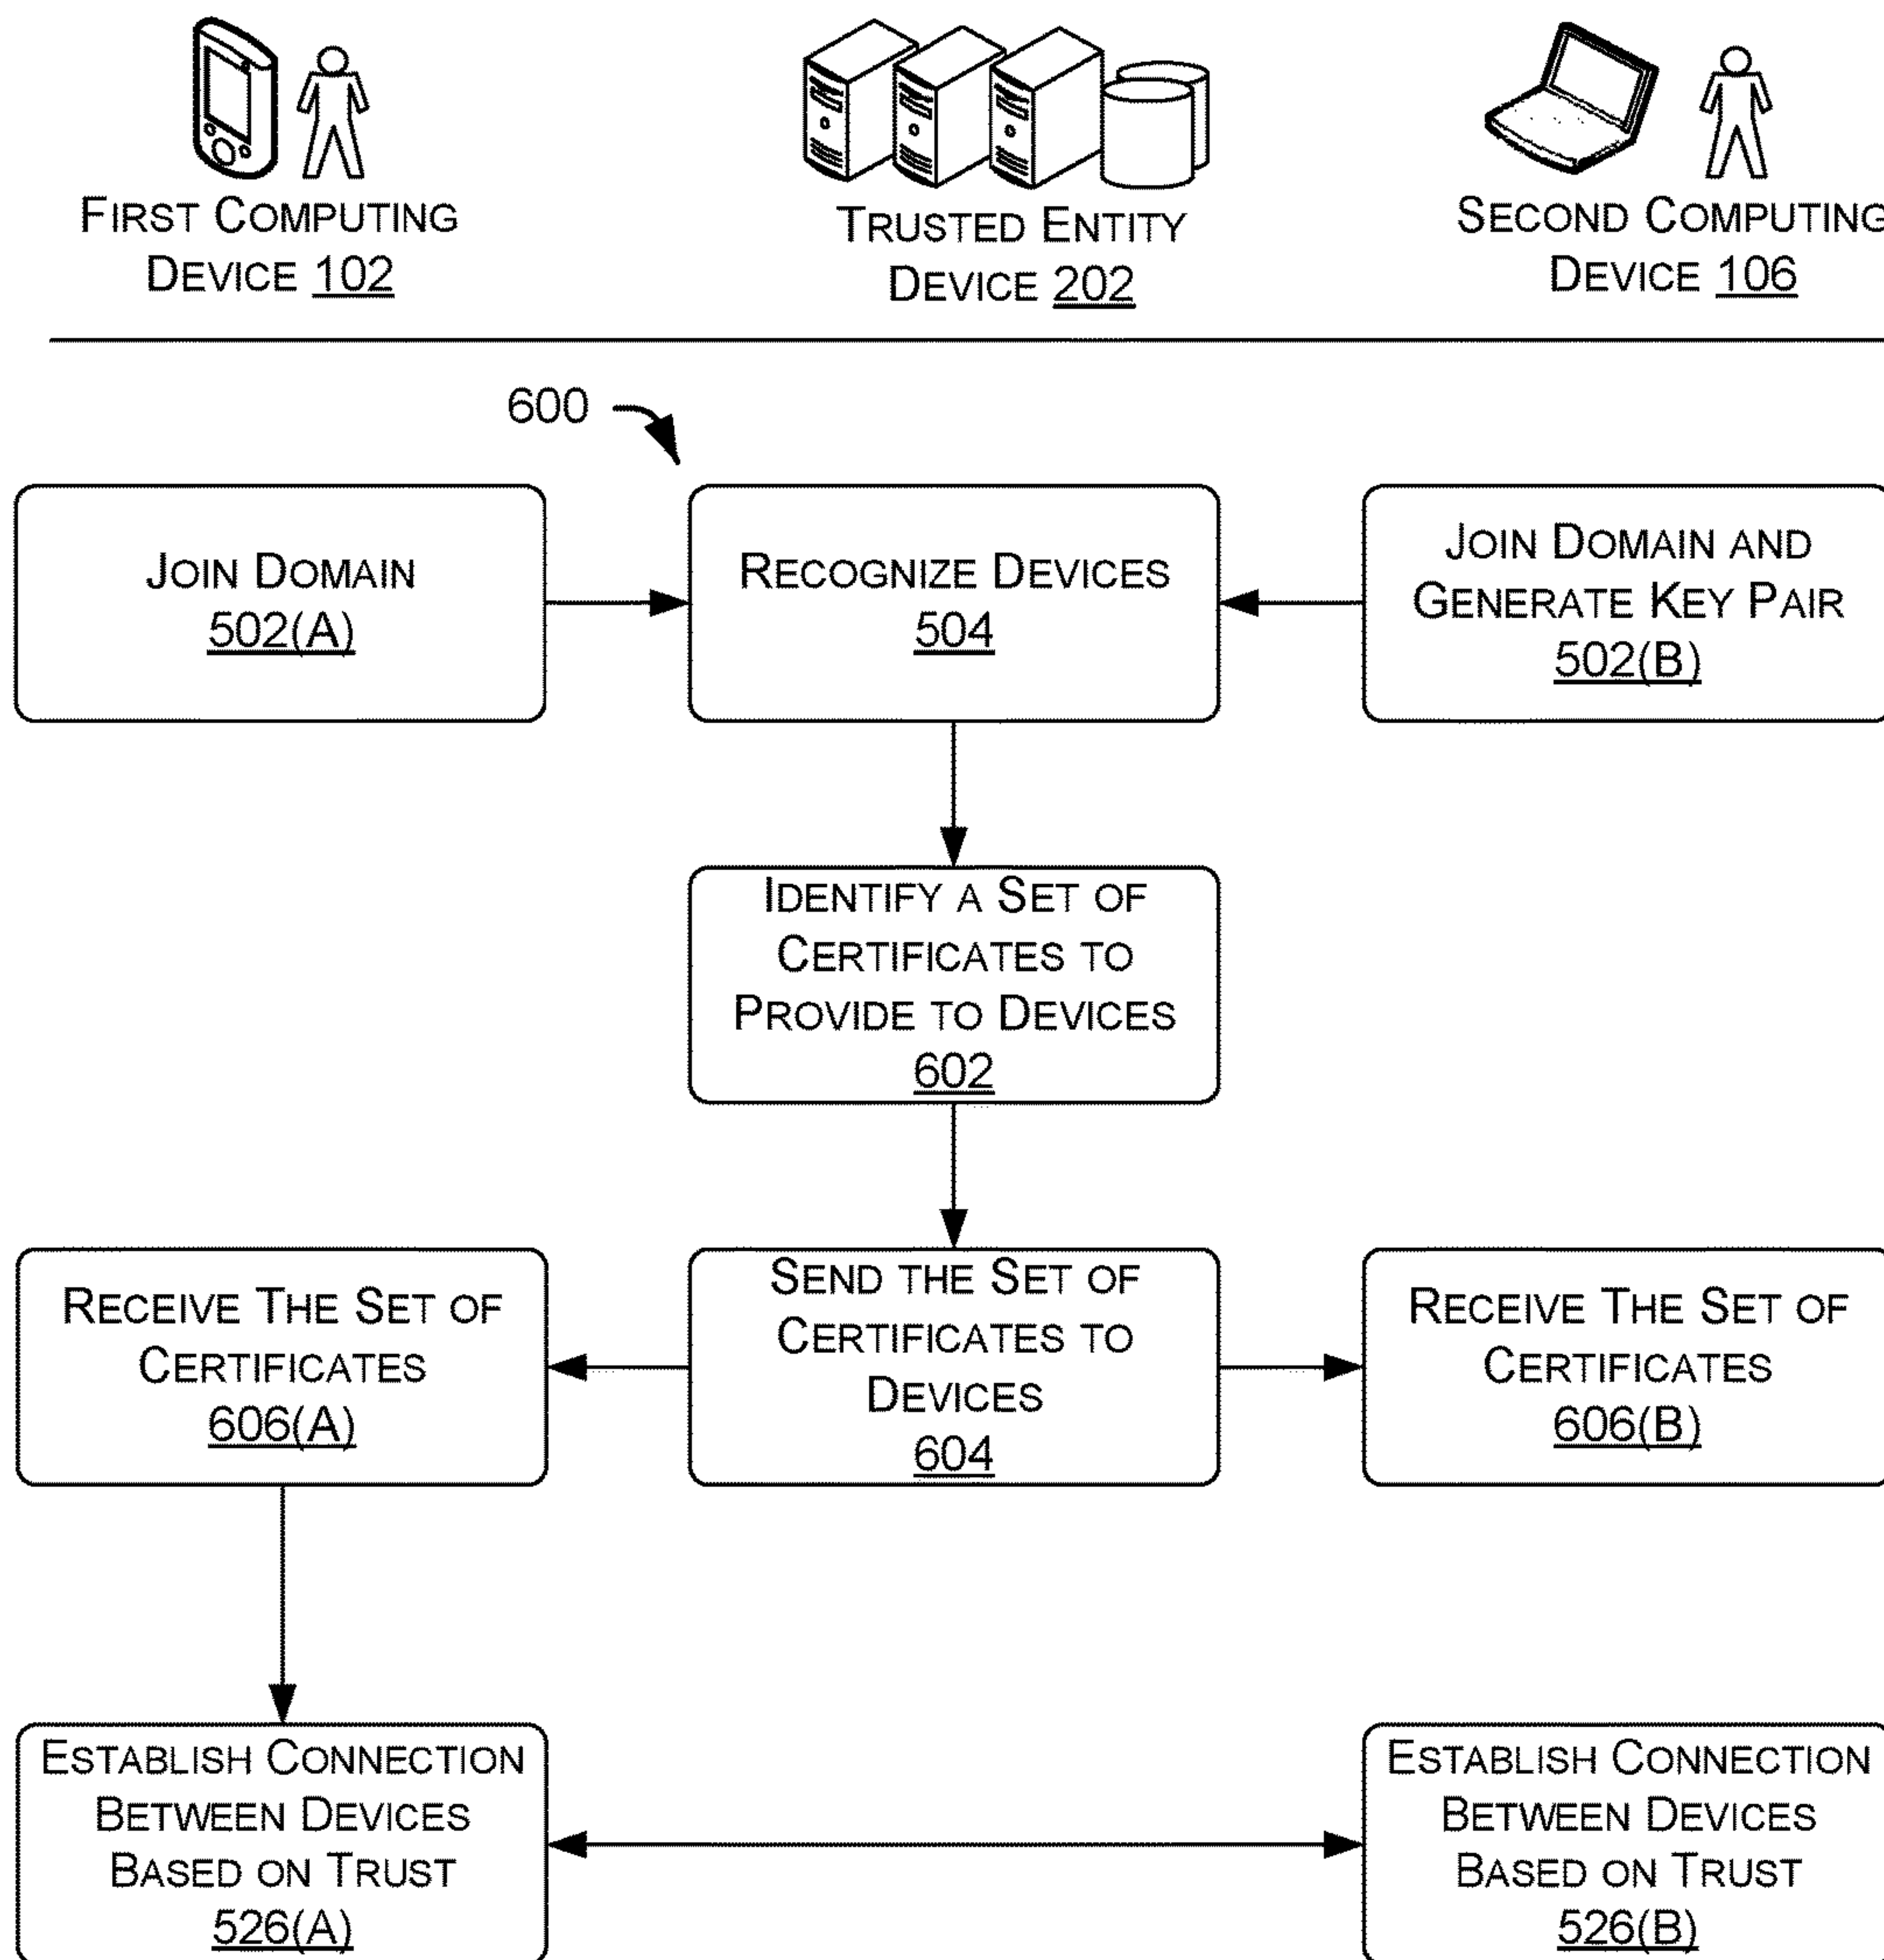 FIRST COMPUTING
DEVICE 102
TRUSTED ENTITY
DEVICE 202
SECOND COMPUTING
DEVICE 106
600
JOIN DOMAIN
502(A)
RECOGNIZE DEVICES
504
JOIN DOMAIN AND
GENERATE KEY PAIR
502(B)
IDENTIFY A SET OF
CERTIFICATES TO
PROVIDE TO DEVICES
602
RECEIVE THE SET OF
CERTIFICATES
606(A)
SEND THE SET OF
CERTIFICATES TO
DEVICES
604
RECEIVE THE SET OF
CERTIFICATES
606(B)
ESTABLISH CONNECTION
BETWEEN DEVICES
BASED ON TRUST
526(A)
ESTABLISH CONNECTION
BETWEEN DEVICES
BASED ON TRUST
526(B)